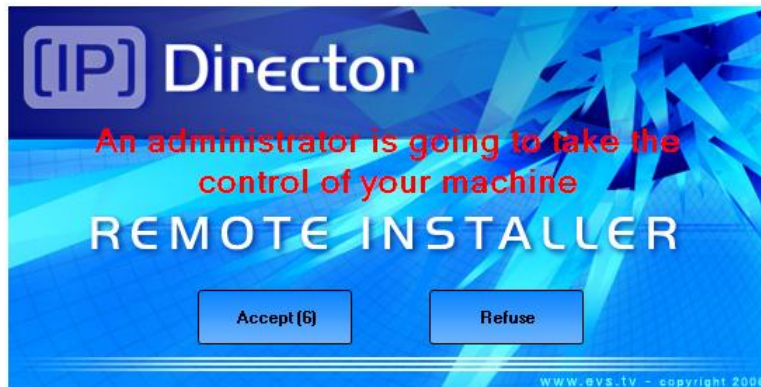 [IP] Director
An administrator is going to take the
control of your machine
REMOTE INSTALLER
Accept (6)
Refuse
www.evs.tv - copyright